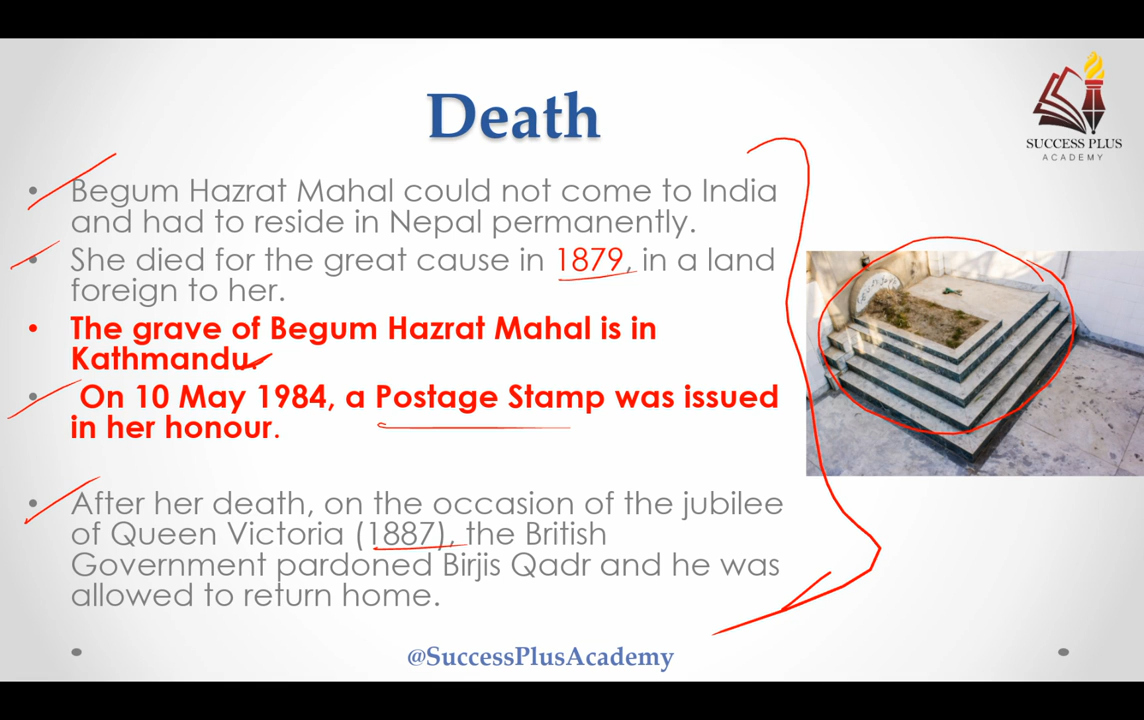 Death
SUCCESS PLUS
ACADEMY
• Begum Hazrat Mahal could not come to India
and had to reside in Nepal permanently.
• She died for the great cause in 1879, in a land
foreign to her.
• The grave of Begum Hazrat Mahal is in
Kathmandu.
• On 10 May 1984, a Postage Stamp was issued
in her honour.
• After her death, on the occasion of the jubilee
of Queen Victoria (1887), the British
Government pardoned Birjis Qadr and he was
allowed to return home.
@SuccessPlusAcademy